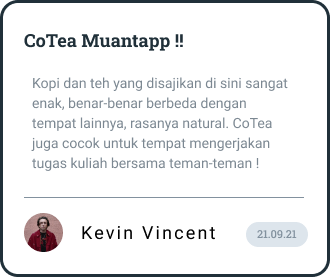 CoTea Muantapp !!
Kopi dan teh yang disajikan di sini sangat
enak, benar-benar berbeda dengan
tempat lainnya, rasanya natural. CoTea
juga cocok untuk tempat mengerjakan
tugas kuliah bersama teman-teman !
Kevin Vincent
21.09.21